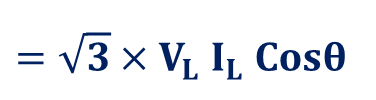 = √3 × V_L I_L Cosθ